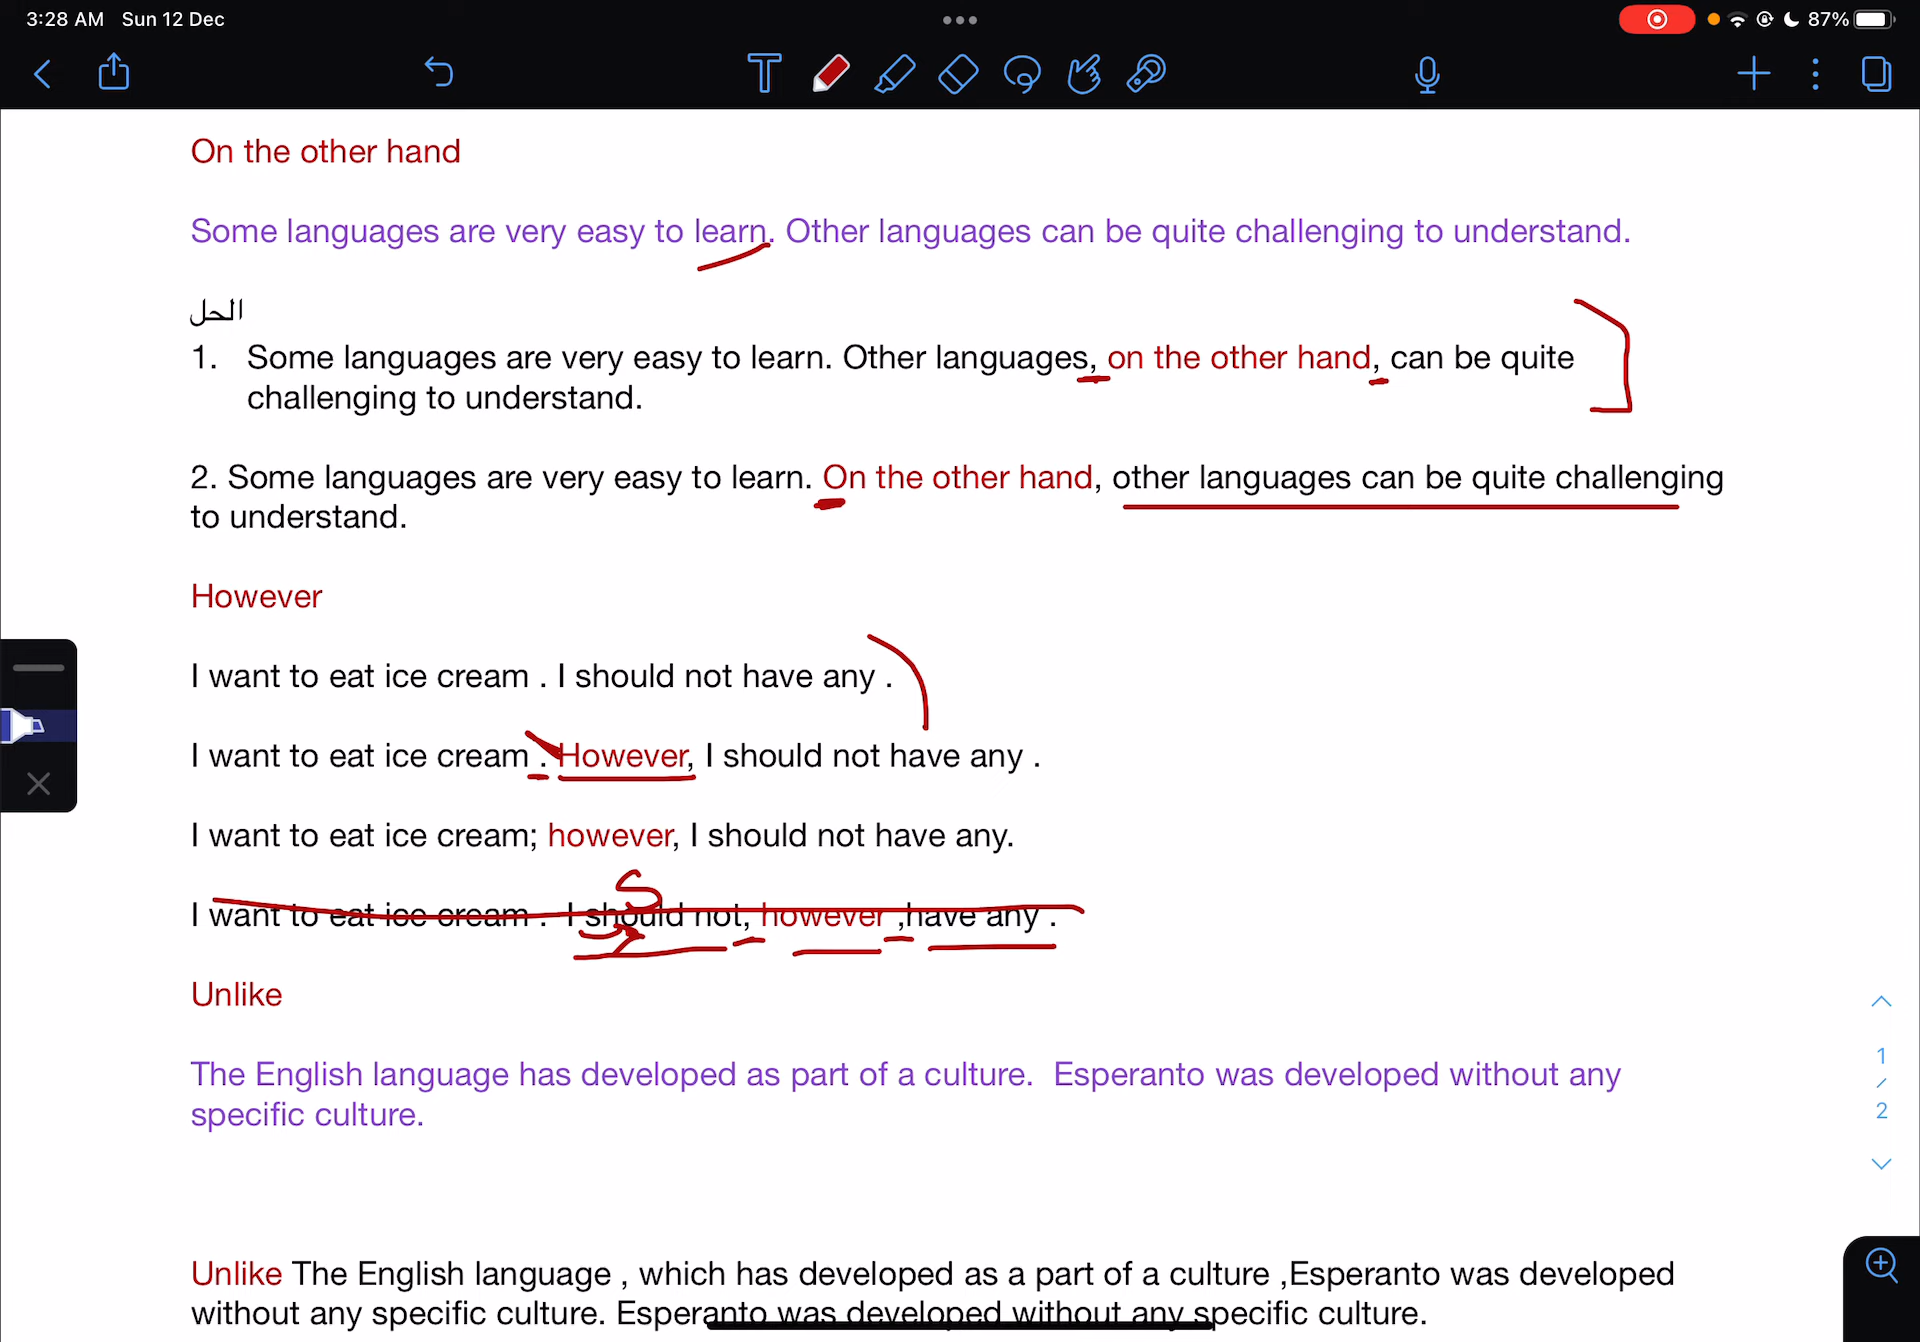 3:28 AM Sun 12 Dec
87%
On the other hand
Some languages are very easy to learn. Other languages can be quite challenging to understand.
الحل
1. Some languages are very easy to learn. Other languages, on the other hand, can be quite
challenging to understand.
2. Some languages are very easy to learn. On the other hand, other languages can be quite challenging
to understand.
However
I want to eat ice cream . I should not have any .
I want to eat ice cream . However, I should not have any .
I want to eat ice cream; however, I should not have any.
S
I want to eat ice cream . I should not, however ,have any .
Unlike
The English language has developed as part of a culture.  Esperanto was developed without any
specific culture.
1
/
2
Unlike The English language , which has developed as a part of a culture ,Esperanto was developed
without any specific culture. Esperanto was developed without any specific culture.